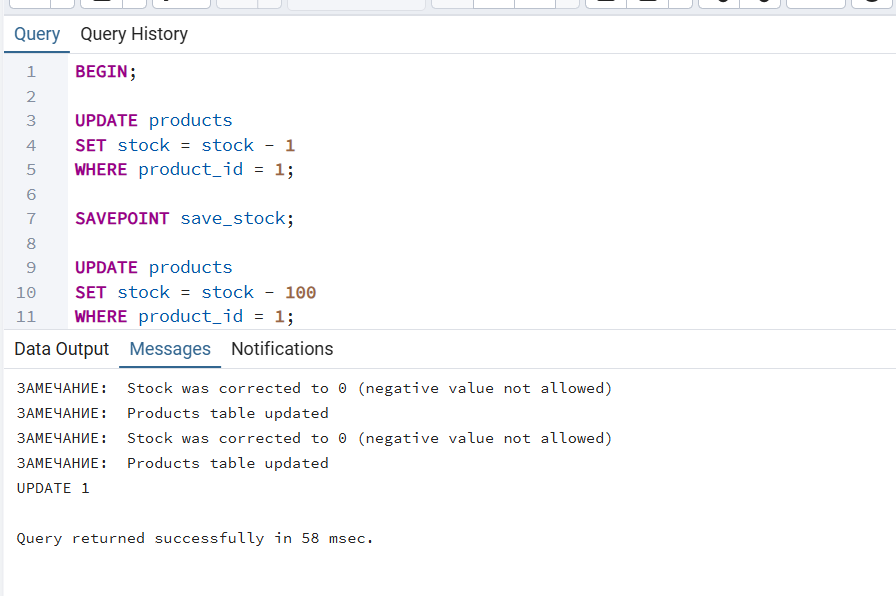 Query Query History
1 BEGIN;
2
3 UPDATE products
4 SET stock = stock - 1
5 WHERE product_id = 1;
6
7 SAVEPOINT save_stock;
8
9 UPDATE products
10 SET stock = stock - 100
11 WHERE product_id = 1;
Data Output Messages Notifications
ЗАМЕЧАНИЕ: Stock was corrected to 0 (negative value not allowed)
ЗАМЕЧАНИЕ: Products table updated
ЗАМЕЧАНИЕ: Stock was corrected to 0 (negative value not allowed)
ЗАМЕЧАНИЕ: Products table updated
UPDATE 1
Query returned successfully in 58 msec.